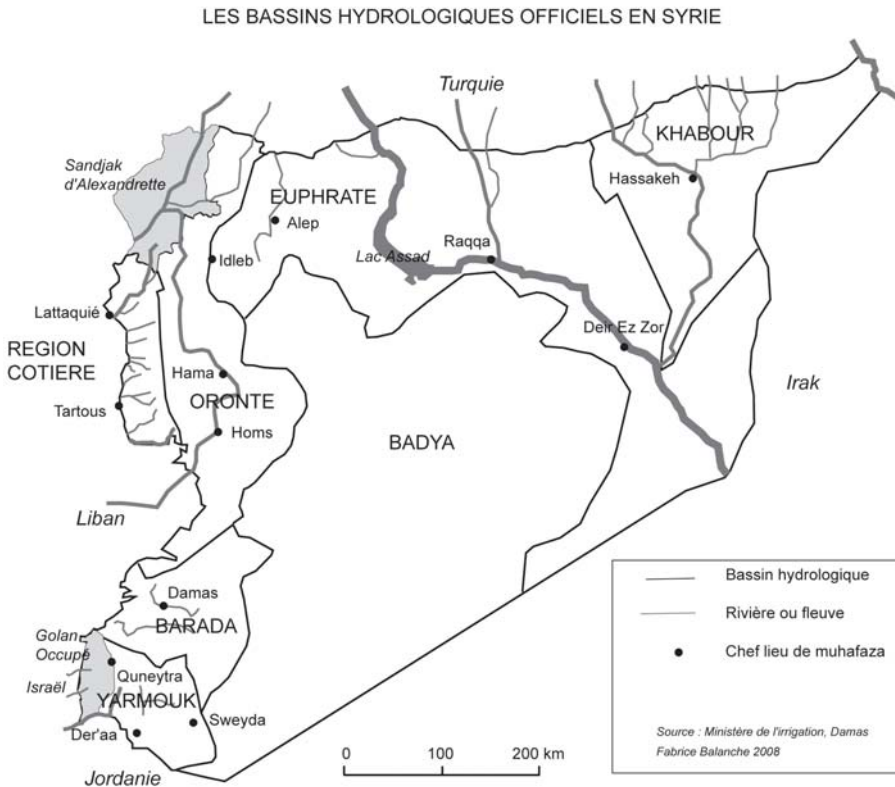 LES BASSINS HYDROLOGIQUES OFFICIELS EN SYRIE
Turquie
KHABOUR
Sandjak
d'Alexandrette
Hassakeh
EUPHRATE
Alep
Raqqa
Idleb
Lac Assad
Lattaquié
Deir Ez Zor
REGION
COTIERE
Irak
Hama
ORONTE
Tartous
Homs
BADYA
Liban
Bassin hydrologique
Damas
Rivière ou fleuve
BARADA
Golan
Occupé
Chef lieu de muhafaza
Quneytra
Israël
YARMOUK
Sweyda
Der'aa
Source : Ministère de l'irrigation, Damas
Fabrice Balanche 2008
0 100 200 km
Jordanie